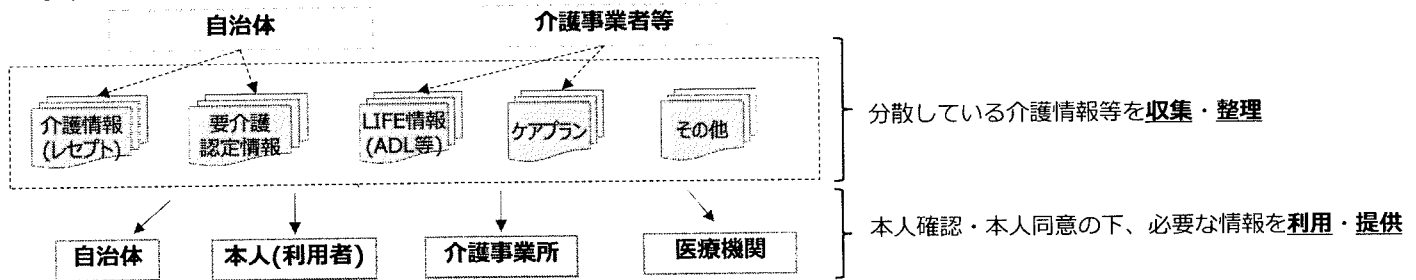 自治体
介護事業者等
介護情報
(レセプト)
要介護
認定情報
LIFE情報
(ADL等)
ケアプラン
その他
分散している介護情報等を収集・整理
自治体
本人(利用者)
介護事業所
医療機関
本人確認・本人同意の下、必要な情報を利用・提供